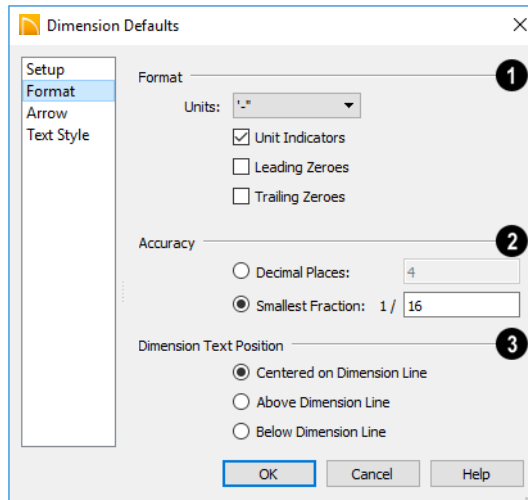 Dimension Defaults
Setup
Format
Arrow
Text Style
Format
1
Units: '-"
Unit Indicators
Leading Zeroes
Trailing Zeroes
Accuracy
2
Decimal Places: 4
Smallest Fraction: 1 / 16
Dimension Text Position
3
Centered on Dimension Line
Above Dimension Line
Below Dimension Line
OK Cancel Help